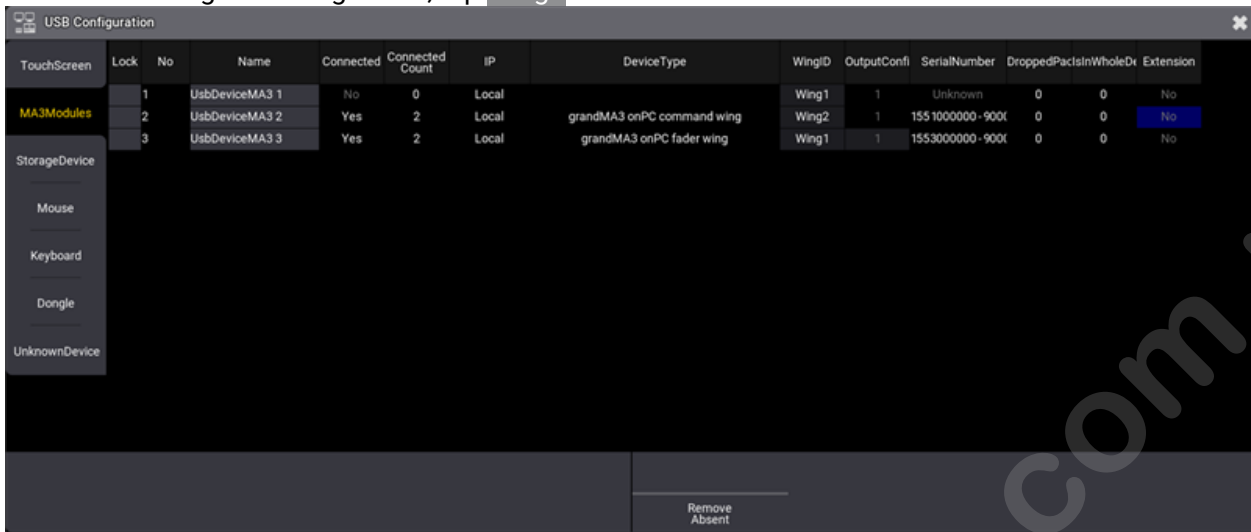 USB Configuration
TouchScreen
MA3Modules
StorageDevice
Mouse
Keyboard
Dongle
UnknownDevice
Lock No Name Connected Connected Count IP DeviceType WingID OutputConfi SerialNumber DroppedPac IsInWholeDe Extension
1 UsbDeviceMA3 1 No 0 Local Wing1 1 Unknown 0 0 No
2 UsbDeviceMA3 2 Yes 2 Local grandMA3 onPC command wing Wing2 1 1551000000-900( 0 0 No
3 UsbDeviceMA3 3 Yes 2 Local grandMA3 onPC fader wing Wing1 1 1553000000-900( 0 0 No
Remove
Absent
com